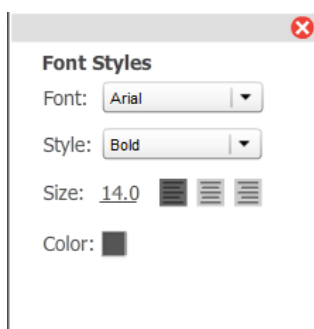 Font Styles
Font: Arial
Style: Bold
Size: 14.0
Color: